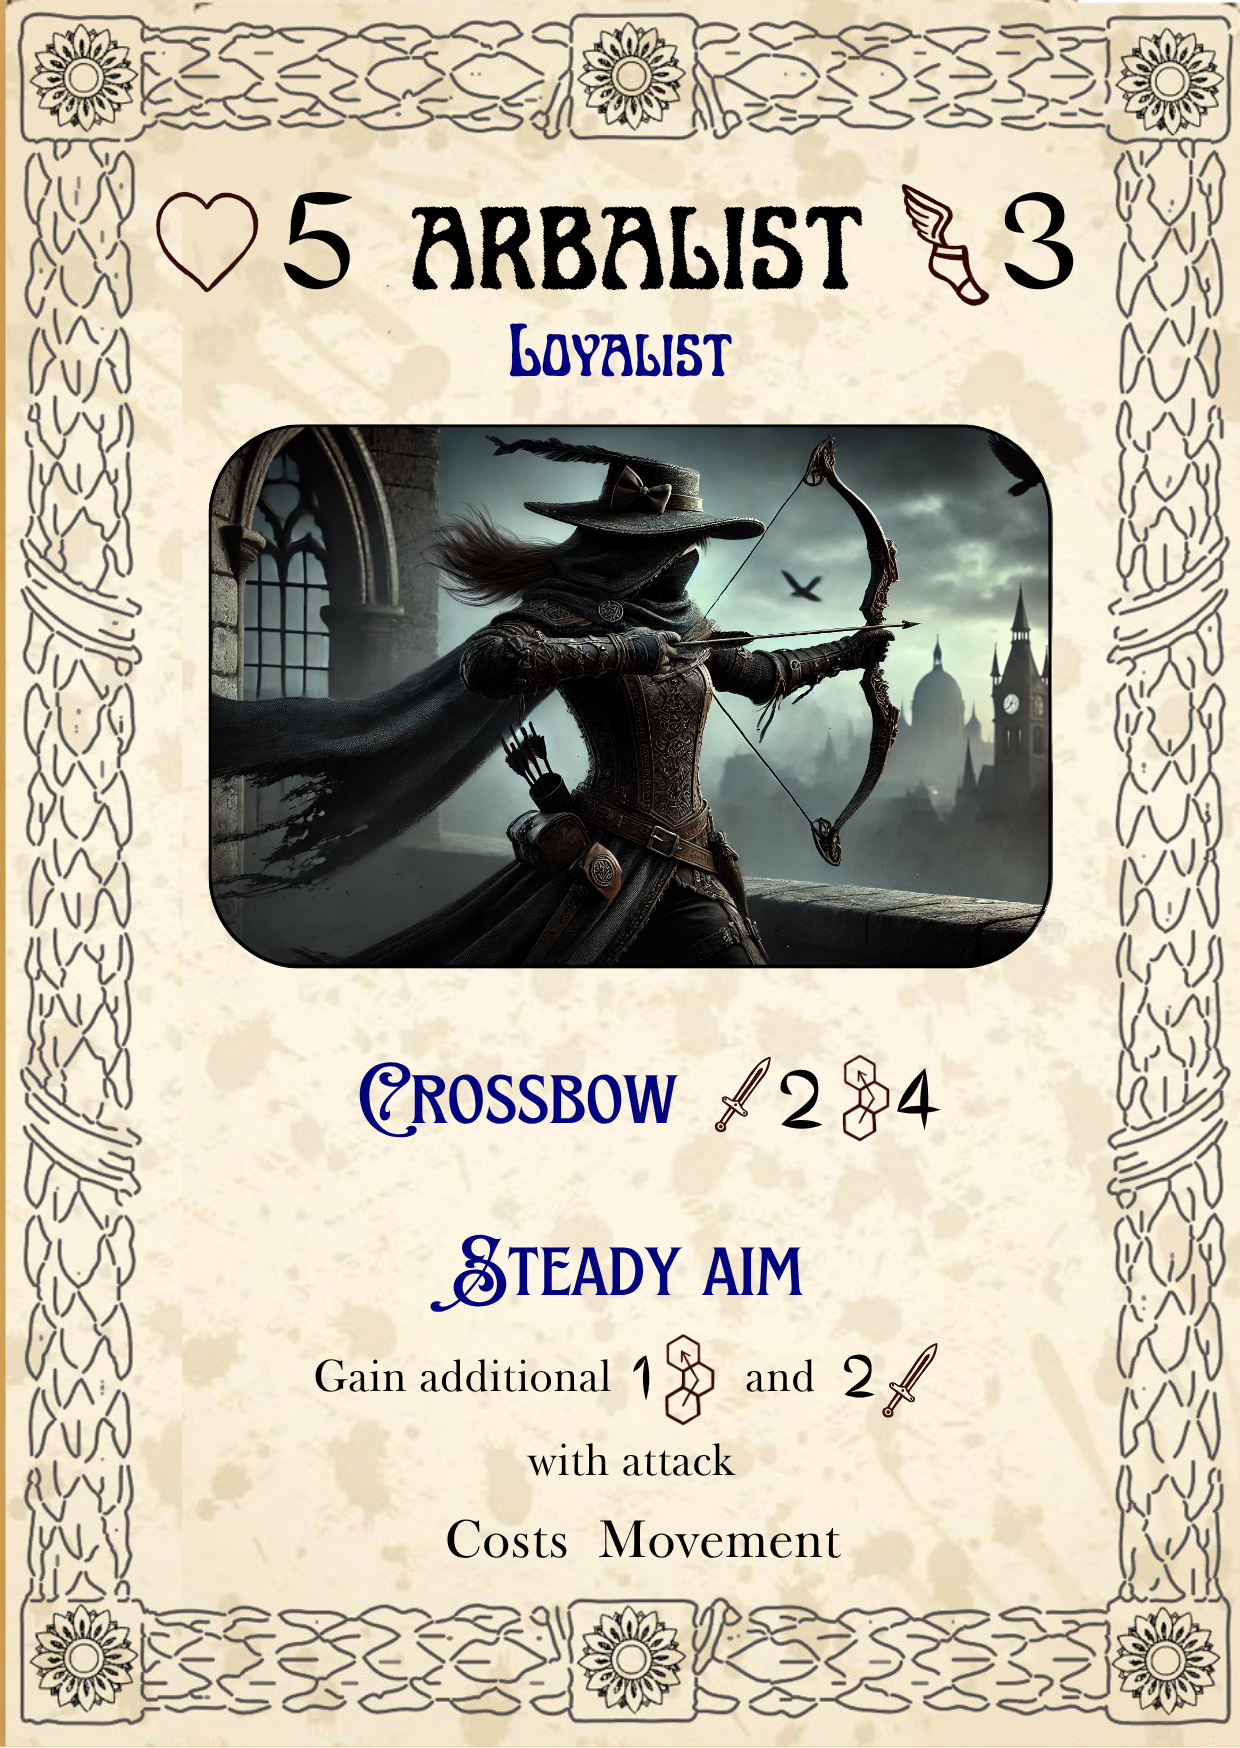 5 ARBALIST 3
LOYALIST
CROSSBOW 2 4
STEADY AIM
Gain additional 1 and 2
with attack
Costs Movement